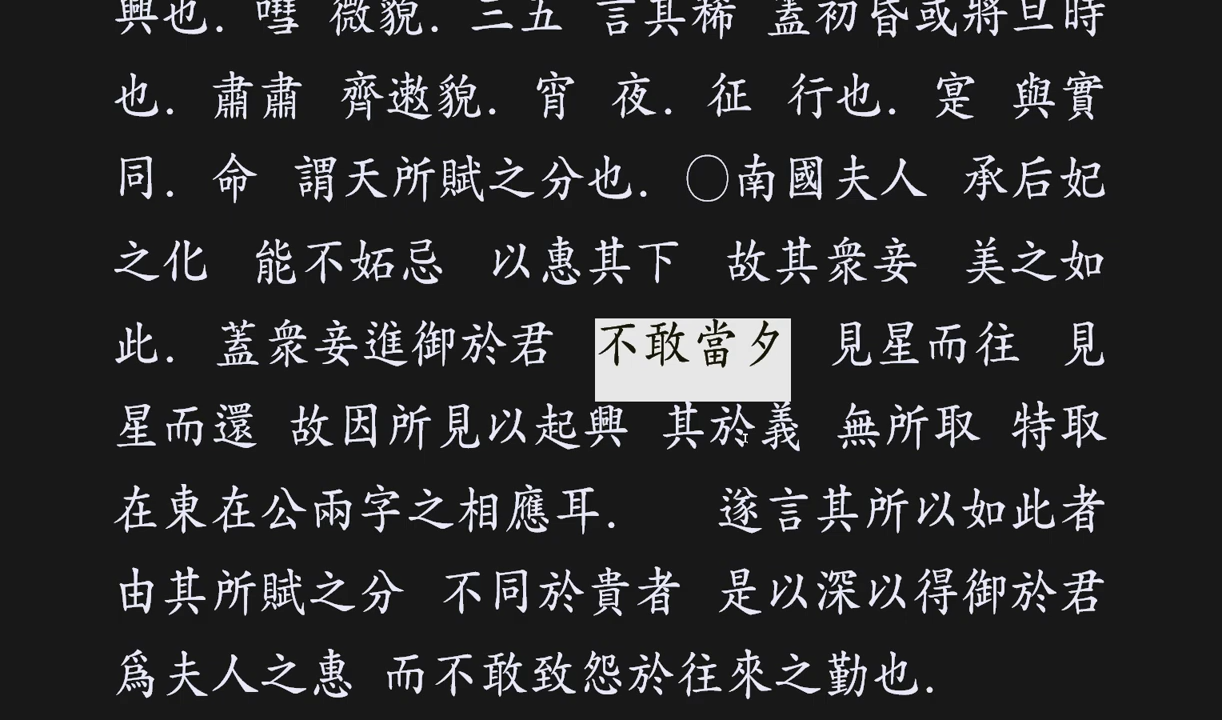 興也. 嘒 微貌. 三五 言其稀 蓋初昏或將旦時
也. 肅肅 齊遫貌. 宵 夜. 征 行也. 寔 與實
同. 命 謂天所賦之分也. ◯南國夫人 承后妃
之化 能不妬忌 以惠其下 故其衆妾 美之如
此. 蓋衆妾進御於君 不敢當夕 見星而往 見
星而還 故因所見以起興 其於義 無所取 特取
在東在公兩字之相應耳. 遂言其所以如此者
由其所賦之分 不同於貴者 是以深以得御於君
爲夫人之惠 而不敢致怨於往來之勤也.